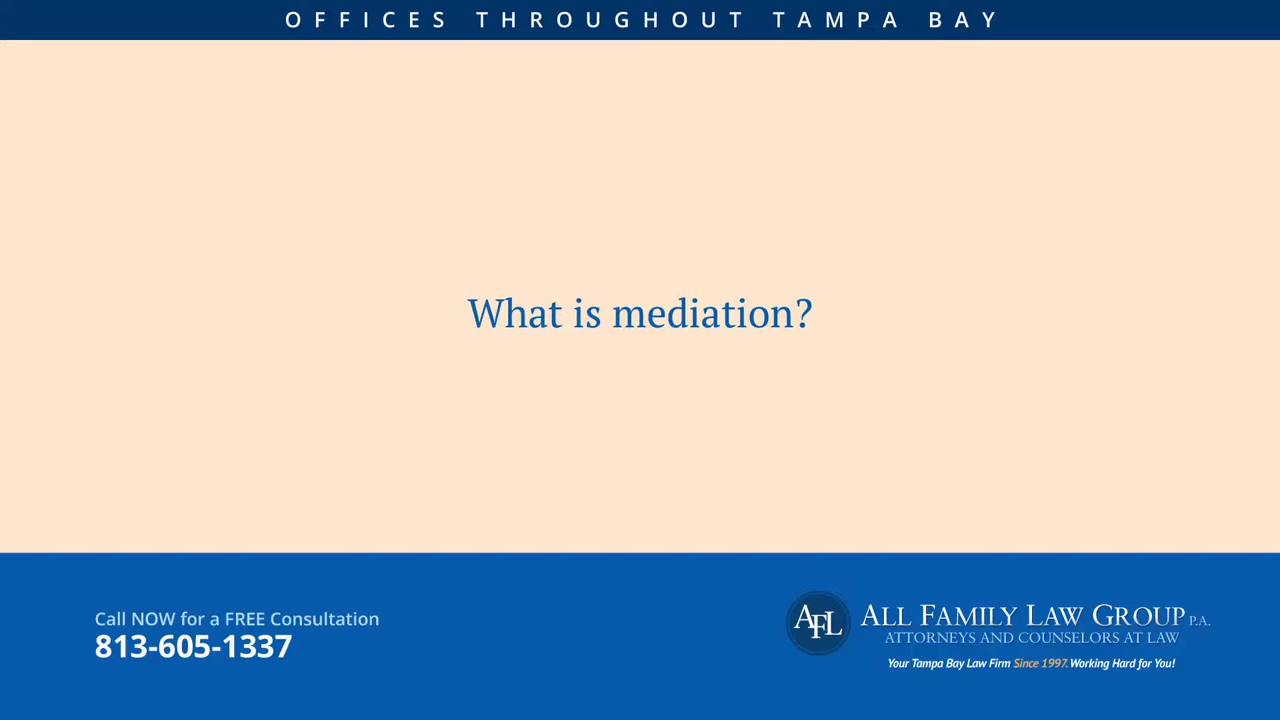 OFFICES THROUGHOUT TAMPA BAY
What is mediation?
Call NOW for a FREE Consultation
813-605-1337
AFL
ALL FAMILY LAW GROUP P.A.
ATTORNEYS AND COUNSELORS AT LAW
Your Tampa Bay Law Firm Since 1997. Working Hard for You!